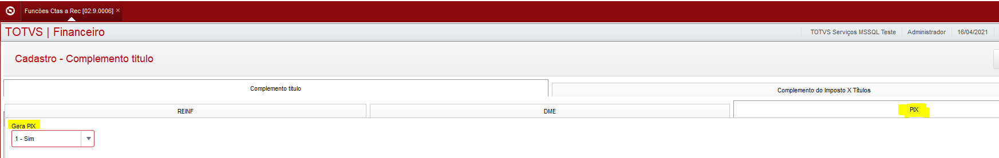 Funcões Ctas a Rec [02.9.0006] ×
TOTVS | Financeiro
TOTVS Serviços MSSQL Teste Administrador 16/04/2021
Cadastro - Complemento titulo
Complemento titulo
Complemento do Imposto X Títulos
REINF
DME
PIX
Gera PIX
1 - Sim